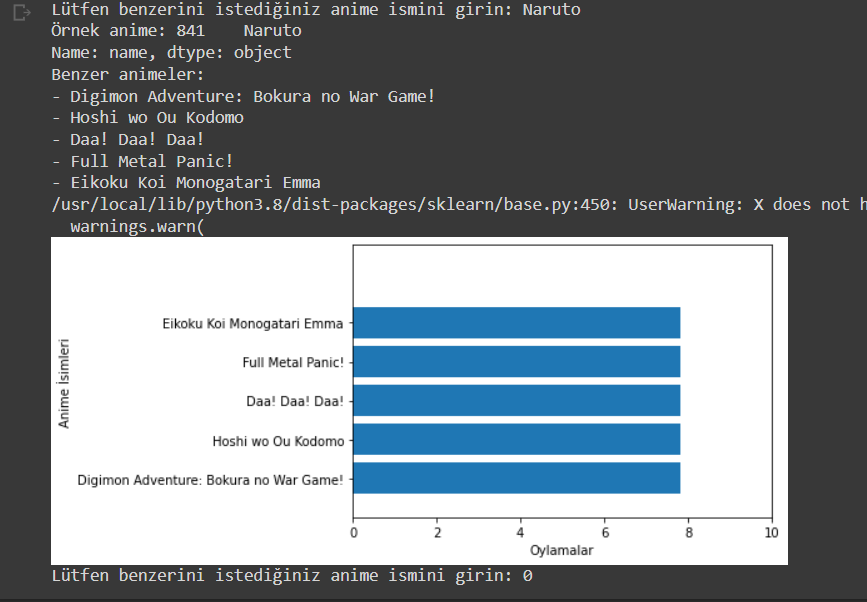 Lütfen benzerini istediğiniz anime ismini girin: Naruto
Örnek anime: 841    Naruto
Name: name, dtype: object
Benzer animeler:
- Digimon Adventure: Bokura no War Game!
- Hoshi wo Ou Kodomo
- Daa! Daa! Daa!
- Full Metal Panic!
- Eikoku Koi Monogatari Emma
/usr/local/lib/python3.8/dist-packages/sklearn/base.py:450: UserWarning: X does not h
  warnings.warn(
Anime İsimleri
Eikoku Koi Monogatari Emma
Full Metal Panic!
Daa! Daa! Daa!
Hoshi wo Ou Kodomo
Digimon Adventure: Bokura no War Game!
0 2 4 6 8 10
Oylamalar
Lütfen benzerini istediğiniz anime ismini girin: 0